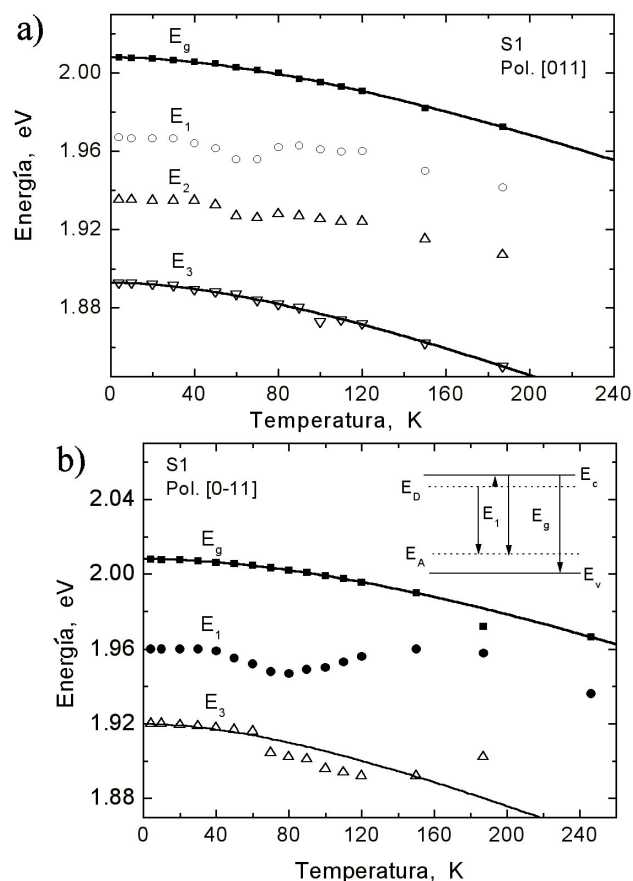 a)
S1
Pol. [011]
E_g
E_1
E_2
E_3
2.00
1.96
1.92
1.88
Energía, eV
0 40 80 120 160 200 240
Temperatura, K
b)
S1
Pol. [0-11]
E_g
E_1
E_3
E_D
E_A
E_1
E_g
E_c
E_v
2.04
2.00
1.96
1.92
1.88
Energía, eV
0 40 80 120 160 200 240
Temperatura, K